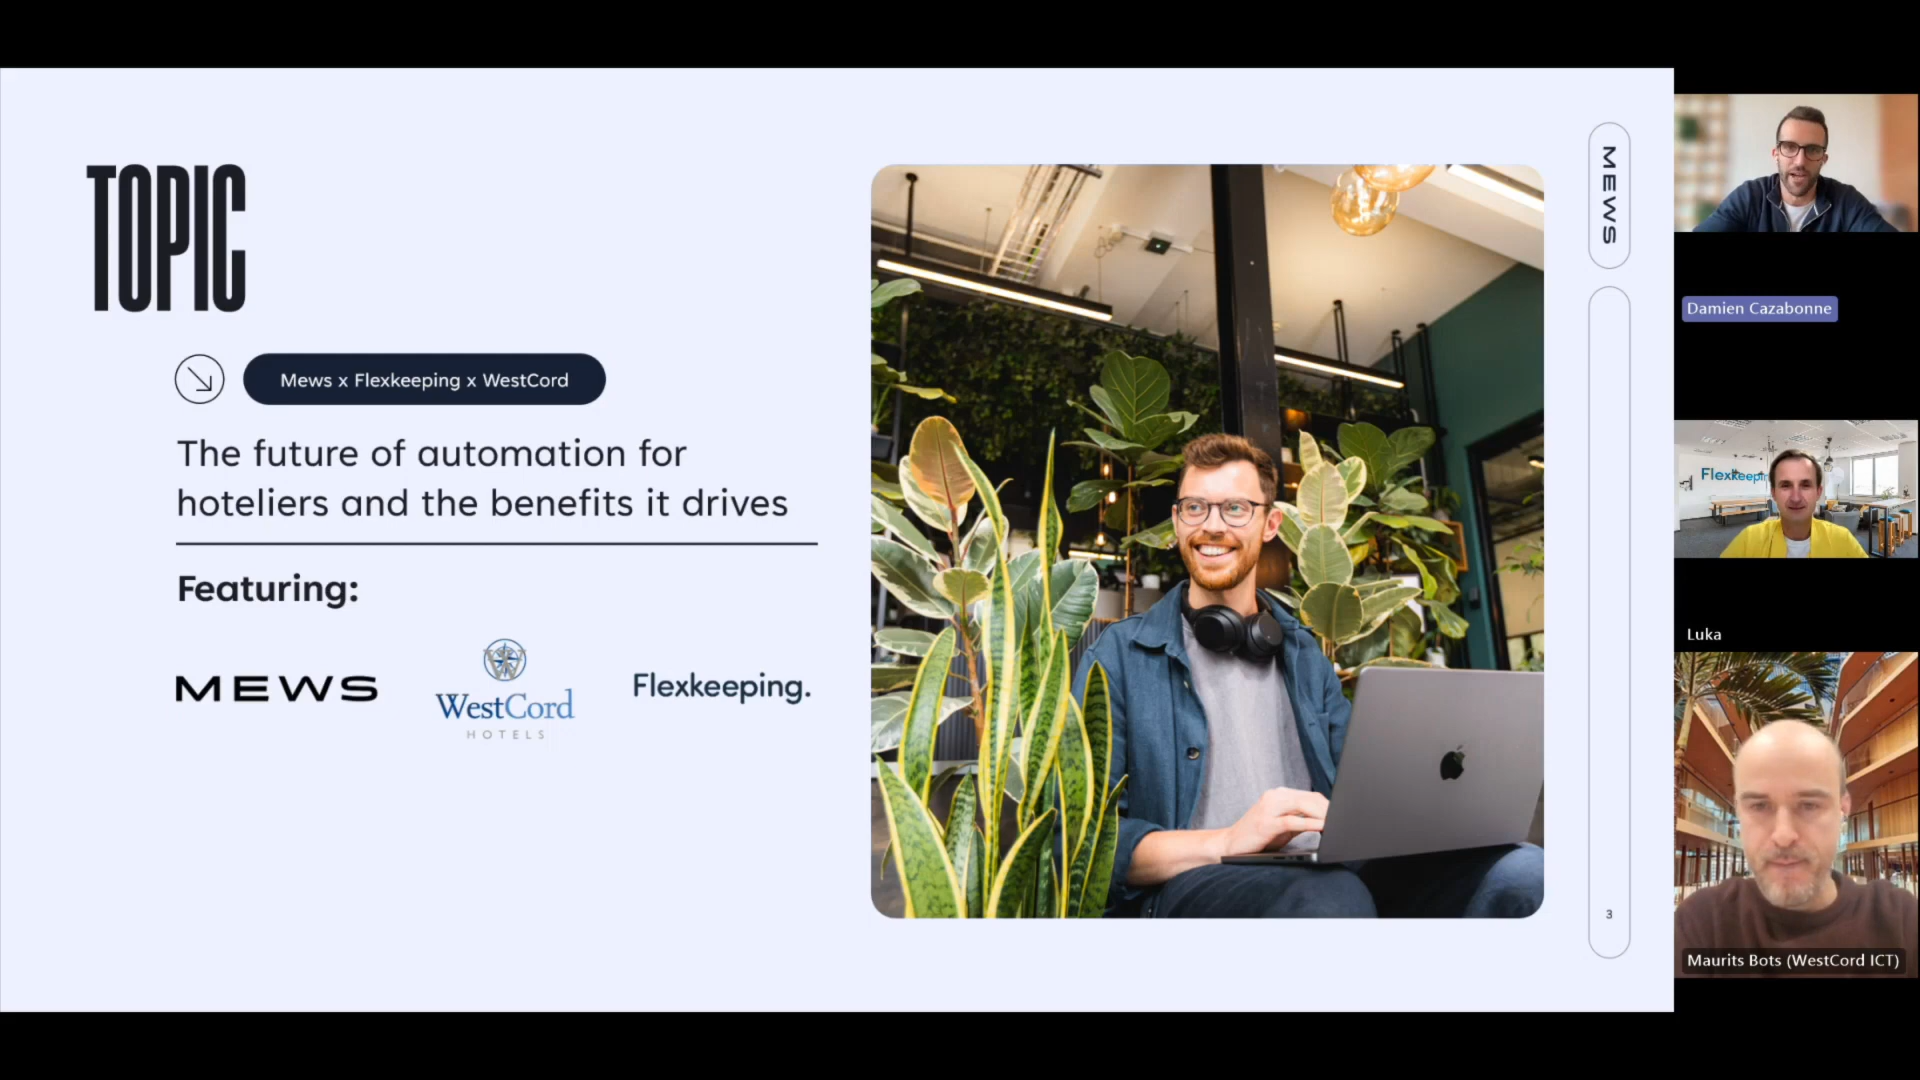 TOPIC
Mews x Flexkeeping x WestCord
The future of automation for
hoteliers and the benefits it drives
Featuring:
MEWS
WestCord
HOTELS
Flexkeeping.
MEWS
3
Damien Cazabonne
Flexkeepin
Luka
Maurits Bots (WestCord ICT)